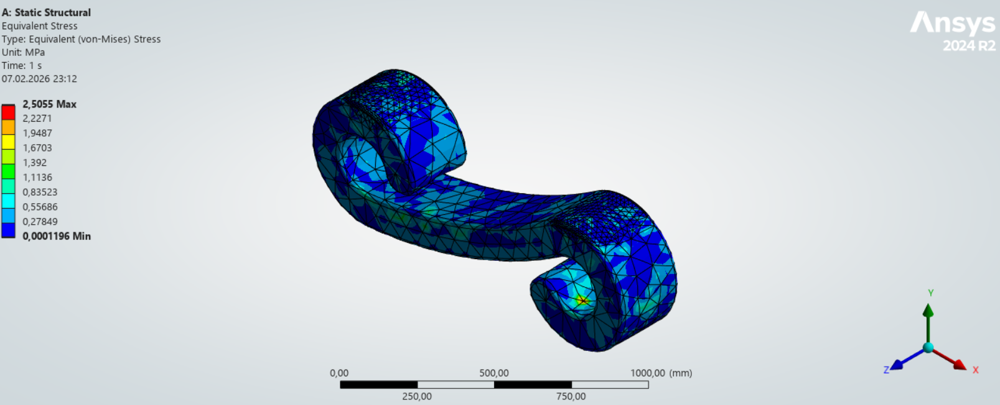 A: Static Structural
Equivalent Stress
Type: Equivalent (von-Mises) Stress
Unit: MPa
Time: 1 s
07.02.2026 23:12
2,5055 Max
2,2271
1,9487
1,6703
1,392
1,1136
0,83523
0,55686
0,27849
0,0001196 Min
Ansys
2024 R2
0,00 500,00 1000,00 (mm)
250,00 750,00
Y
Z X